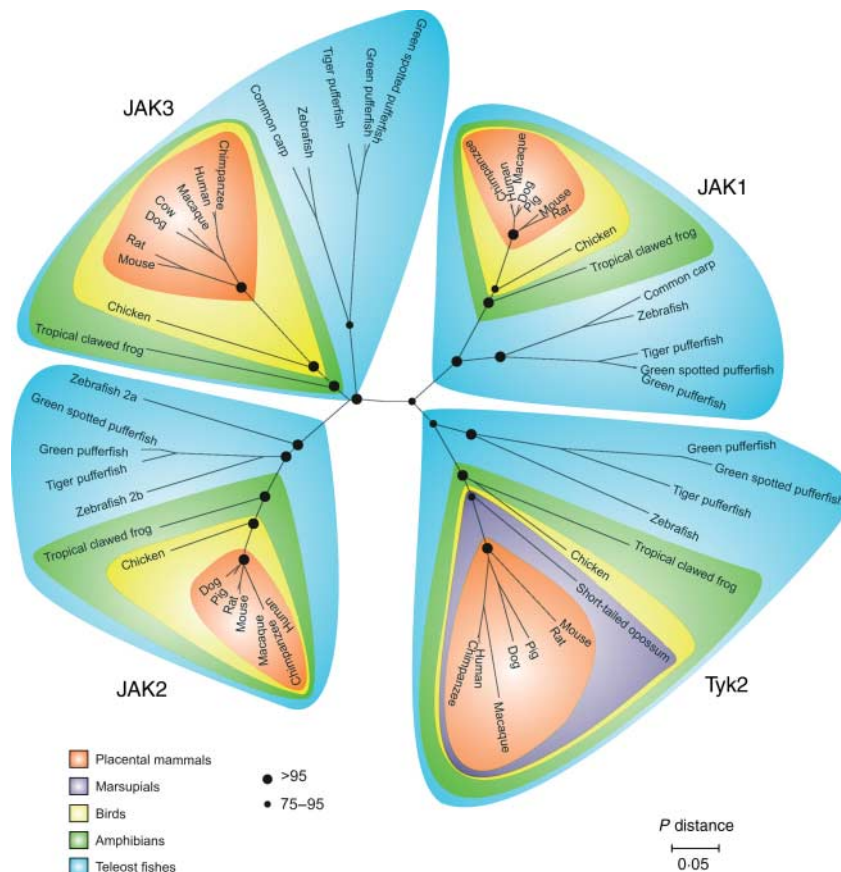 JAK3
Common carp
Zebrafish
Tiger pufferfish
Green pufferfish
Green spotted pufferfish
Chimpanzee
Human
Macaque
Cow
Dog
Rat
Mouse
Chicken
Tropical clawed frog
JAK1
Chimpanzee
Human
Macaque
Dog
Pig
Mouse
Rat
Chicken
Tropical clawed frog
Common carp
Zebrafish
Tiger pufferfish
Green spotted pufferfish
Green pufferfish
Zebrafish 2a
Green spotted pufferfish
Green pufferfish
Tiger pufferfish
Zebrafish 2b
Tropical clawed frog
Chicken
Dog
Pig
Rat
Mouse
Macaque
Chimpanzee
Human
JAK2
Green pufferfish
Green spotted pufferfish
Tiger pufferfish
Zebrafish
Tropical clawed frog
Chicken
Short-tailed opossum
Mouse
Rat
Pig
Dog
Macaque
Human
Chimpanzee
Tyk2
Placental mammals
Marsupials
Birds
Amphibians
Teleost fishes
>95
75–95
P distance
0·05